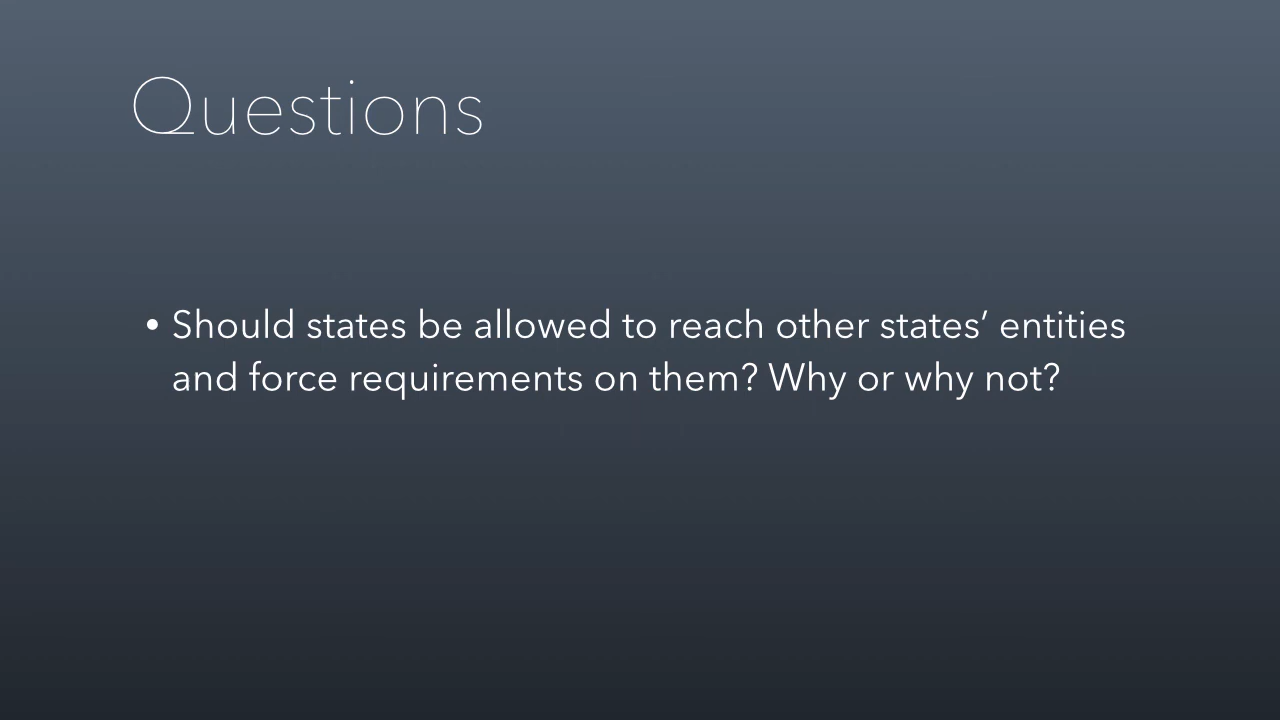 Questions
• Should states be allowed to reach other states’ entities
and force requirements on them? Why or why not?